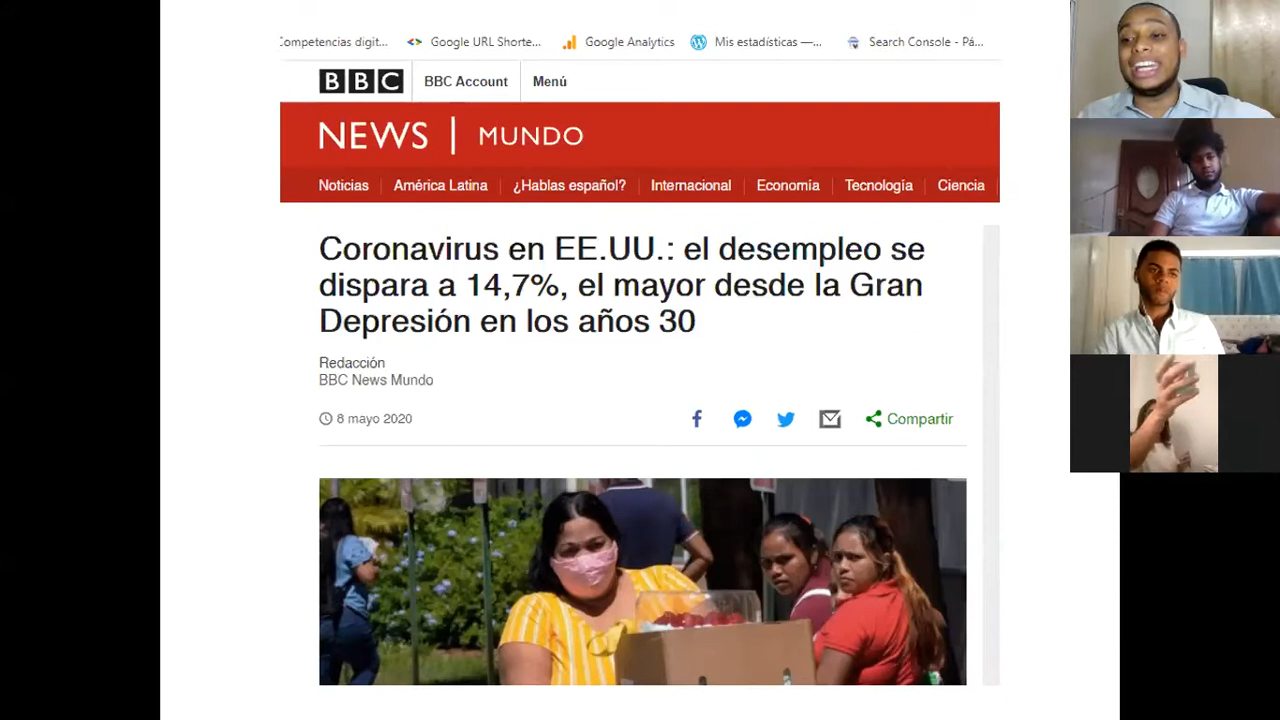 Competencias digit...
Google URL Shorte...
Google Analytics
Mis estadísticas —...
Search Console - Pá...
BBC
BBC Account
Menú
NEWS | MUNDO
Noticias
América Latina
¿Hablas español?
Internacional
Economía
Tecnología
Ciencia
Coronavirus en EE.UU.: el desempleo se
dispara a 14,7%, el mayor desde la Gran
Depresión en los años 30
Redacción
BBC News Mundo
8 mayo 2020
Compartir